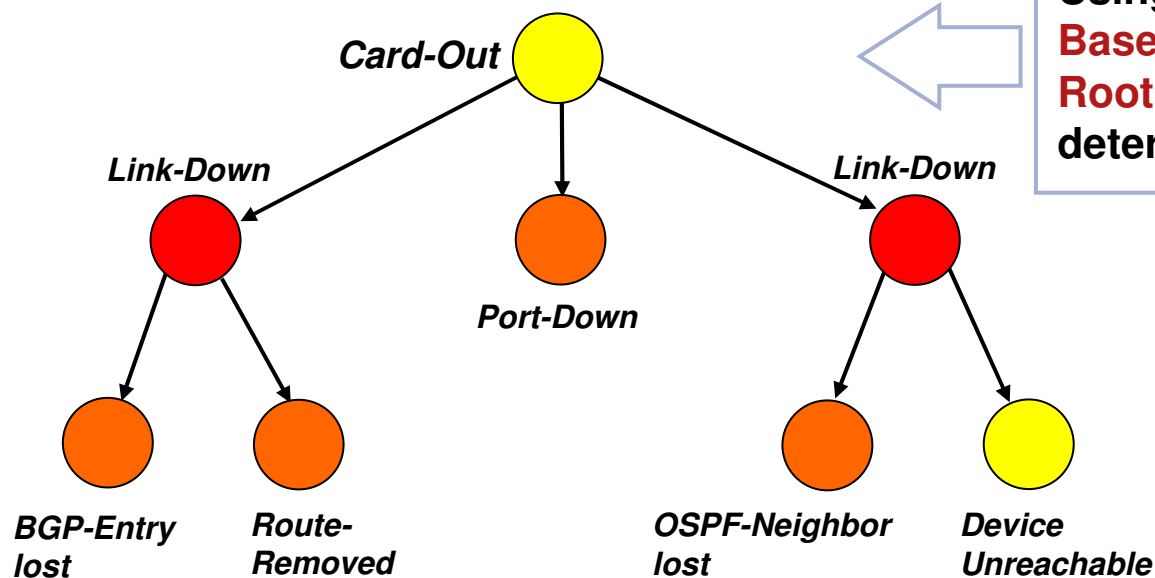 Using
Base
Root
deter
Card-Out
Link-Down
Link-Down
Port-Down
BGP-Entry
lost
Route-
Removed
OSPF-Neighbor
lost
Device
Unreachable